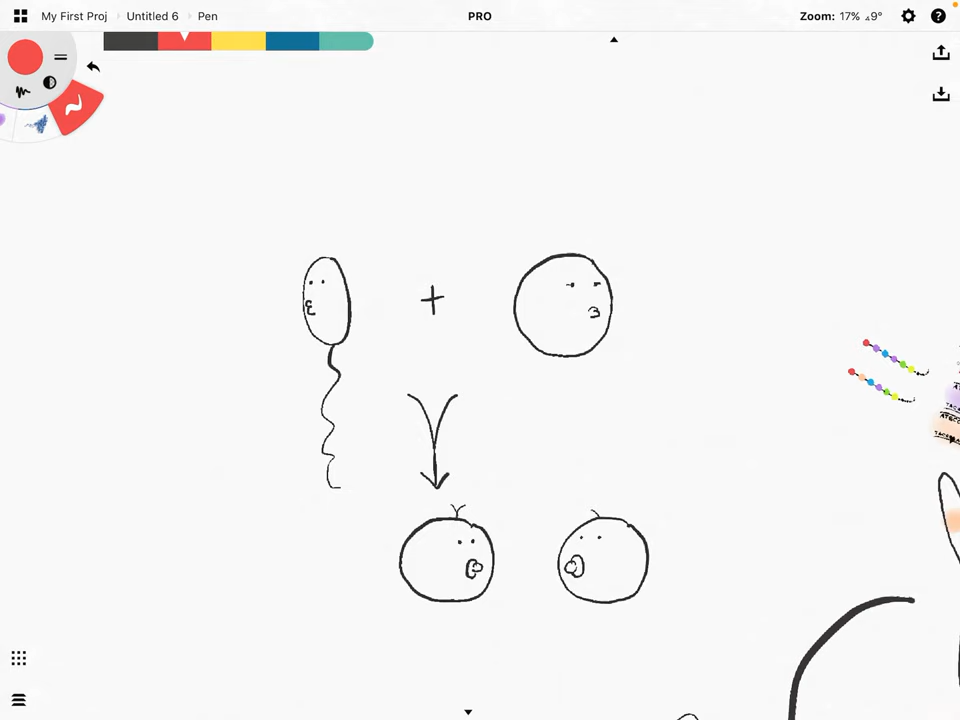 My First Proj › Untitled 6 › Pen
PRO
Zoom: 17% ⊿9°
?
+